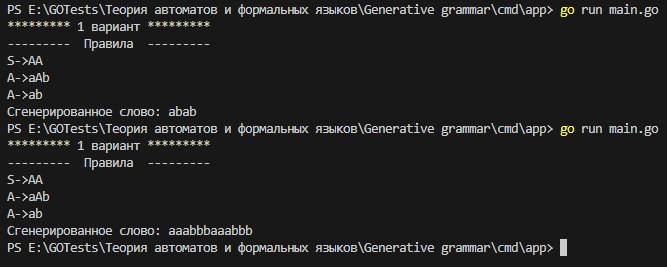 PS E:\GOTests\Теория автоматов и формальных языков\Generative grammar\cmd\app> go run main.go
********* 1 вариант *********
---------  Правила  ---------
S->AA
A->aAb
A->ab
Сгенерированное слово: abab
PS E:\GOTests\Теория автоматов и формальных языков\Generative grammar\cmd\app> go run main.go
********* 1 вариант *********
---------  Правила  ---------
S->AA
A->aAb
A->ab
Сгенерированное слово: aaabbbaaabbb
PS E:\GOTests\Теория автоматов и формальных языков\Generative grammar\cmd\app>